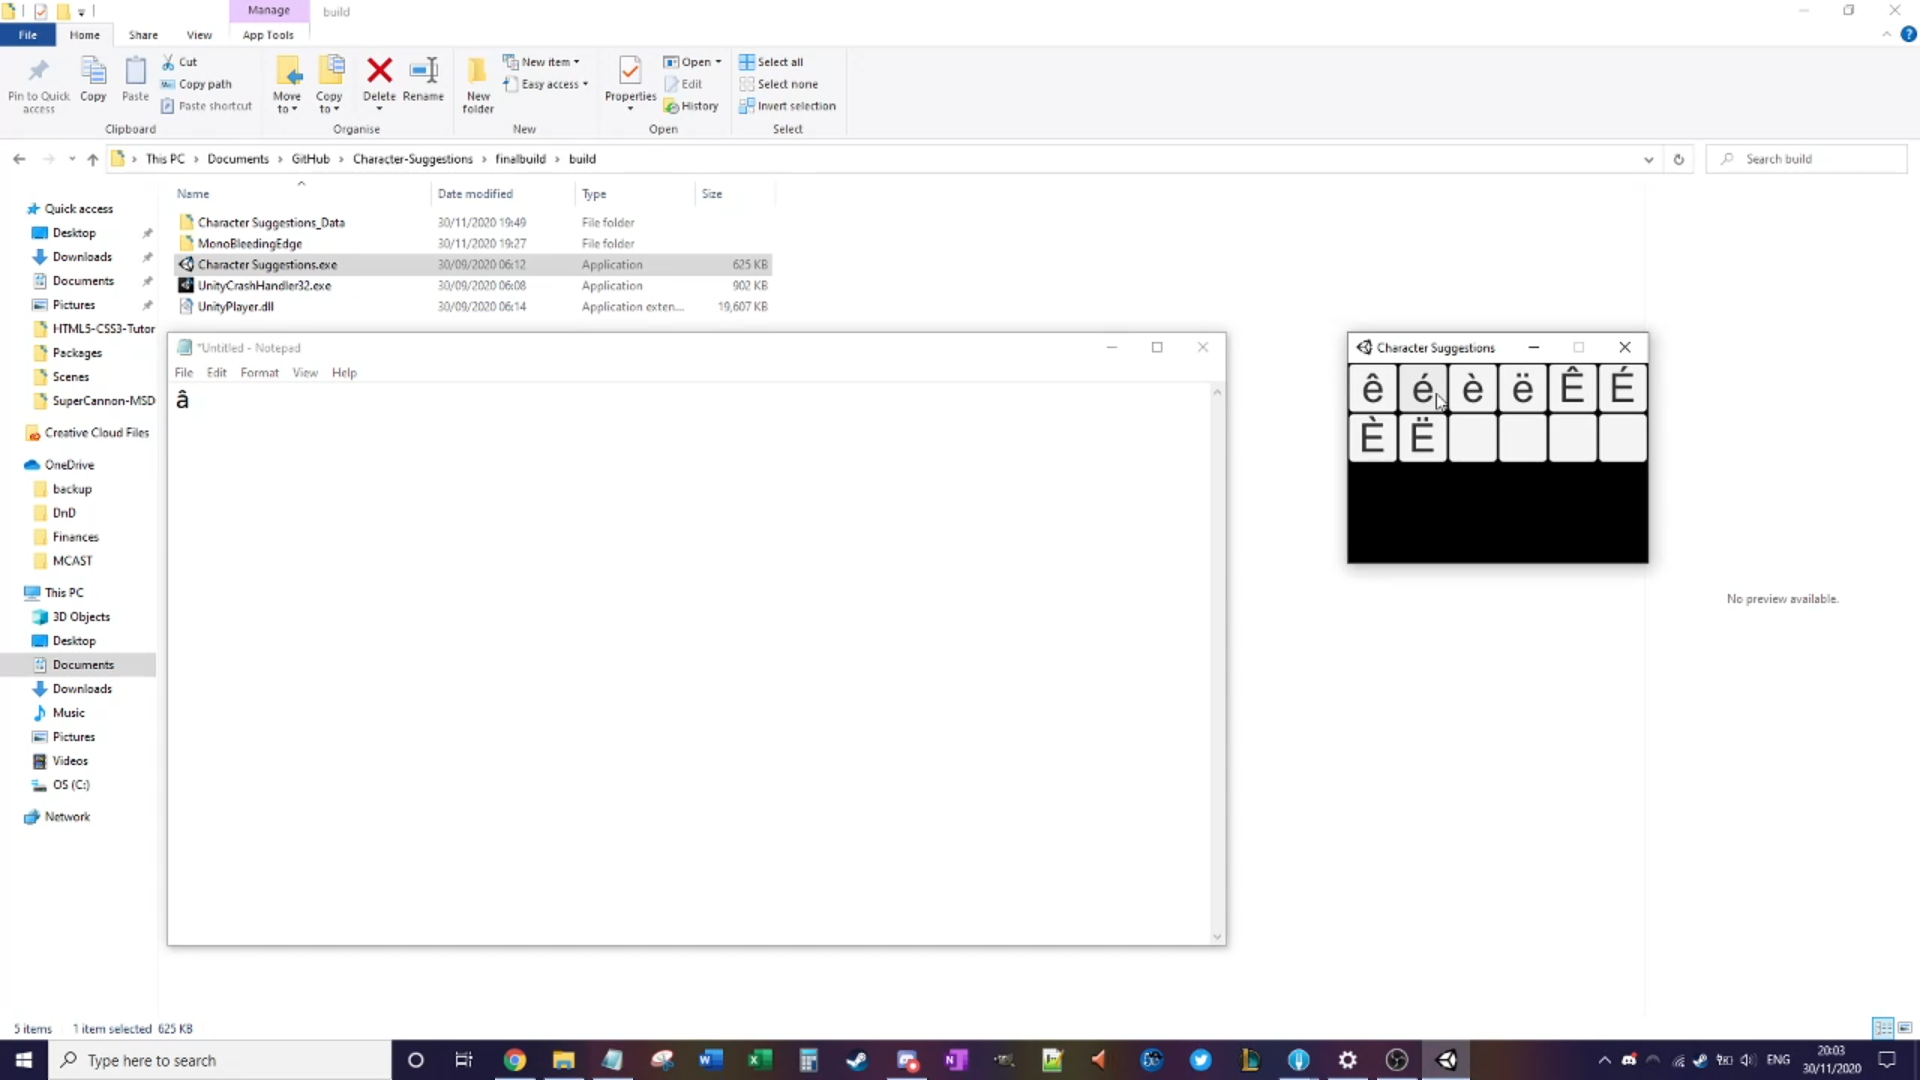 Manage build
File Home Share View App Tools
Pin to Quick access
Copy
Paste
Cut
Copy path
Paste shortcut
Clipboard
Move to
Copy to
Delete
Rename
Organise
New folder
New item
Easy access
New
Properties
Open
Edit
History
Open
Select all
Select none
Invert selection
Select
This PC > Documents > GitHub > Character-Suggestions > finalbuild > build
Search build
Name Date modified Type Size
Character Suggestions_Data 30/11/2020 19:49 File folder
MonoBleedingEdge 30/11/2020 19:27 File folder
Character Suggestions.exe 30/09/2020 06:12 Application 625 KB
UnityCrashHandler32.exe 30/09/2020 06:08 Application 902 KB
UnityPlayer.dll 30/09/2020 06:14 Application exten... 19,607 KB
Quick access
Desktop
Downloads
Documents
Pictures
HTML5-CSS3-Tutor
Packages
Scenes
SuperCannon-MSD
Creative Cloud Files
OneDrive
backup
DnD
Finances
MCAST
This PC
3D Objects
Desktop
Documents
Downloads
Music
Pictures
Videos
OS (C:)
Network
*Untitled - Notepad
File Edit Format View Help
â
Character Suggestions
ê é è ë Ê É
È Ë
No preview available.
5 items 1 item selected 625 KB
Type here to search
ENG
20:03
30/11/2020